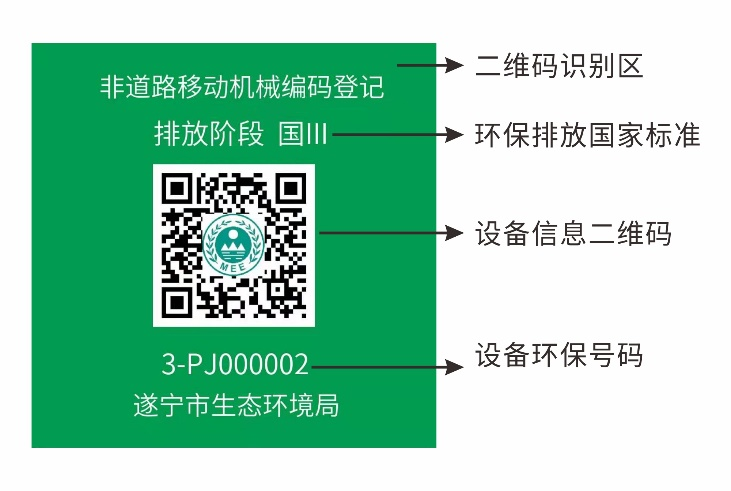 非道路移动机械编码登记
排放阶段 国III
MEE
3-PJ000002
遂宁市生态环境局
二维码识别区
环保排放国家标准
设备信息二维码
设备环保号码